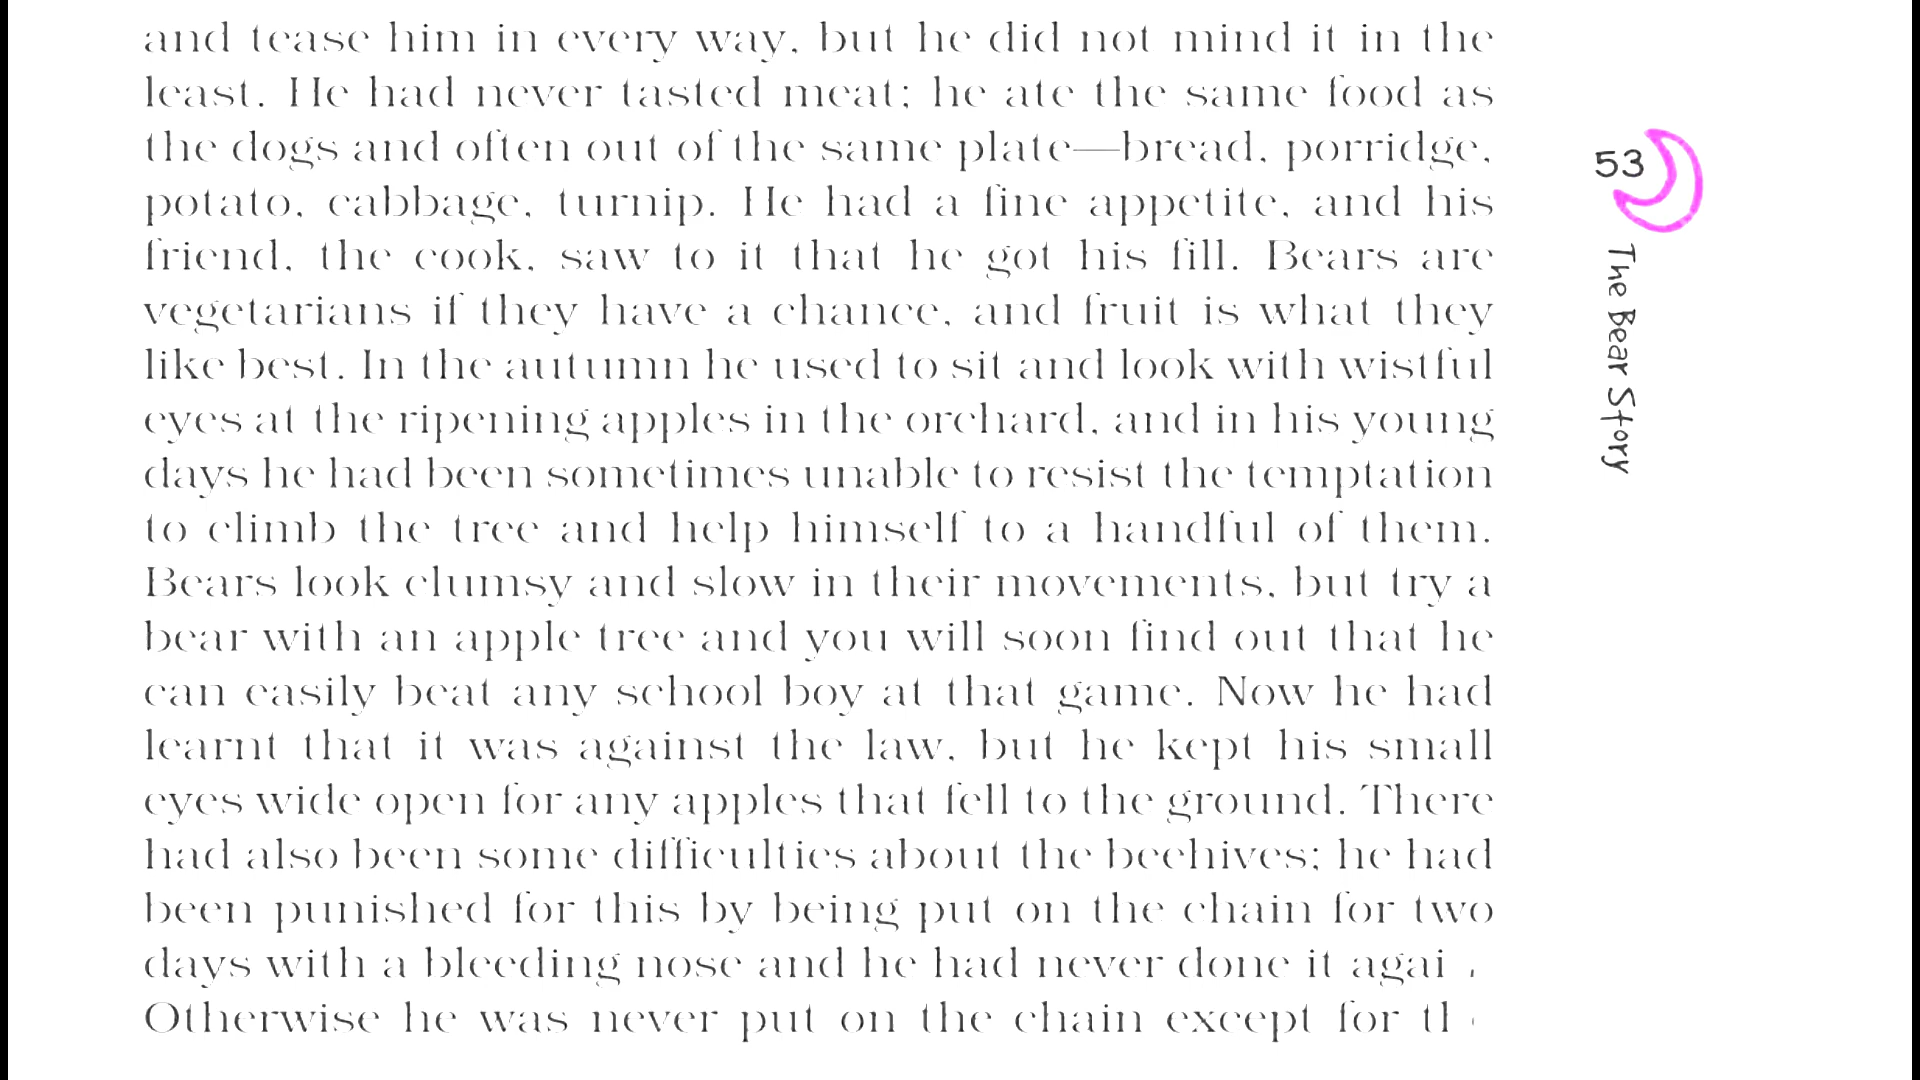 and tease him in every way, but he did not mind it in the
least. He had never tasted meat; he ate the same food as
the dogs and often out of the same plate—bread, porridge,
potato, cabbage, turnip. He had a fine appetite, and his
friend, the cook, saw to it that he got his fill. Bears are
vegetarians if they have a chance, and fruit is what they
like best. In the autumn he used to sit and look with wistful
eyes at the ripening apples in the orchard, and in his young
days he had been sometimes unable to resist the temptation
to climb the tree and help himself to a handful of them.
Bears look clumsy and slow in their movements, but try a
bear with an apple tree and you will soon find out that he
can easily beat any school boy at that game. Now he had
learnt that it was against the law, but he kept his small
eyes wide open for any apples that fell to the ground. There
had also been some difficulties about the beehives; he had
been punished for this by being put on the chain for two
days with a bleeding nose and he had never done it agai .
Otherwise he was never put on the chain except for
53
The Bear Story